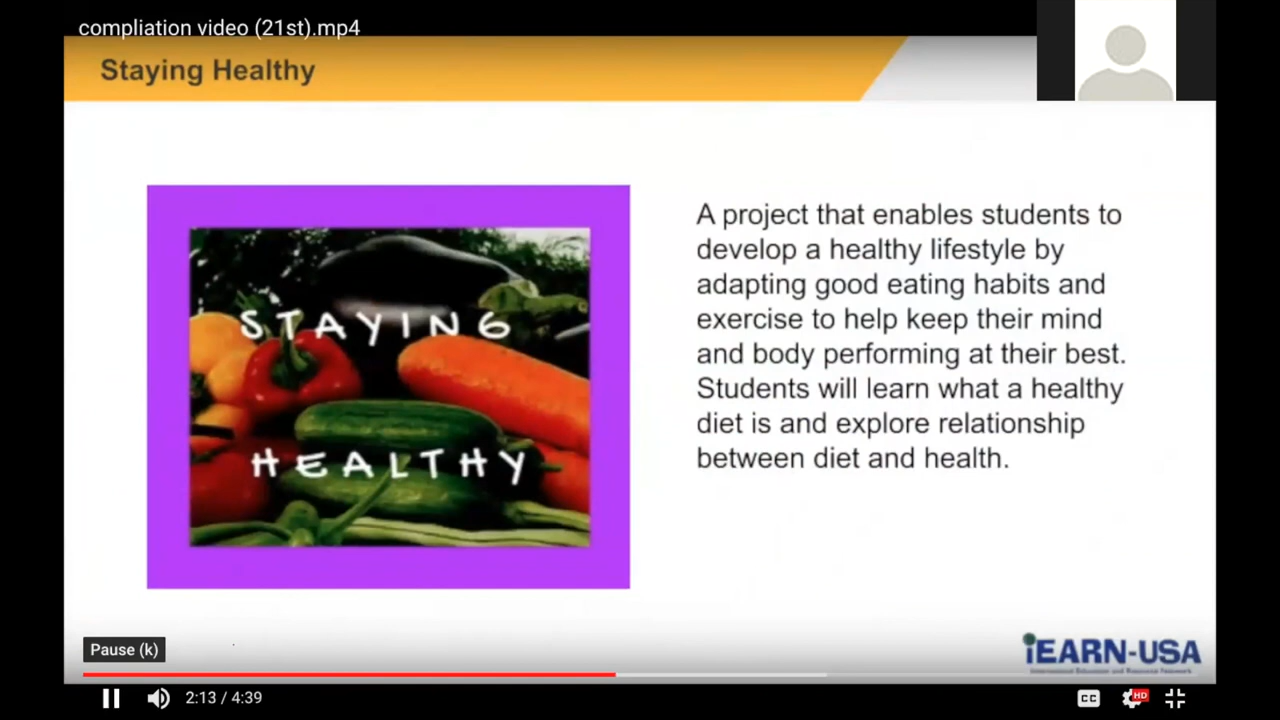 compliation video (21st).mp4
Staying Healthy
STAYING
HEALTHY
A project that enables students to
develop a healthy lifestyle by
adapting good eating habits and
exercise to help keep their mind
and body performing at their best.
Students will learn what a healthy
diet is and explore relationship
between diet and health.
Pause (k)
iEARN-USA
2:13 / 4:39
CC
HD